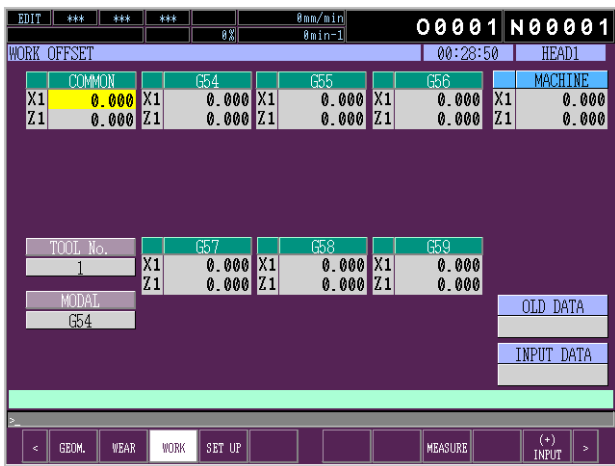 EDIT *** *** *** 0mm/min O0001 N00001
0% 0min-1
WORK OFFSET 00:28:50 HEAD1
COMMON G54 G55 G56 MACHINE
X1 0.000 X1 0.000 X1 0.000 X1 0.000 X1 0.000
Z1 0.000 Z1 0.000 Z1 0.000 Z1 0.000 Z1 0.000
TOOL No. G57 G58 G59
1 X1 0.000 X1 0.000 X1 0.000
Z1 0.000 Z1 0.000 Z1 0.000
MODAL
G54
OLD DATA
INPUT DATA
>_
< GEOM. WEAR WORK SET UP MEASURE (+) INPUT >